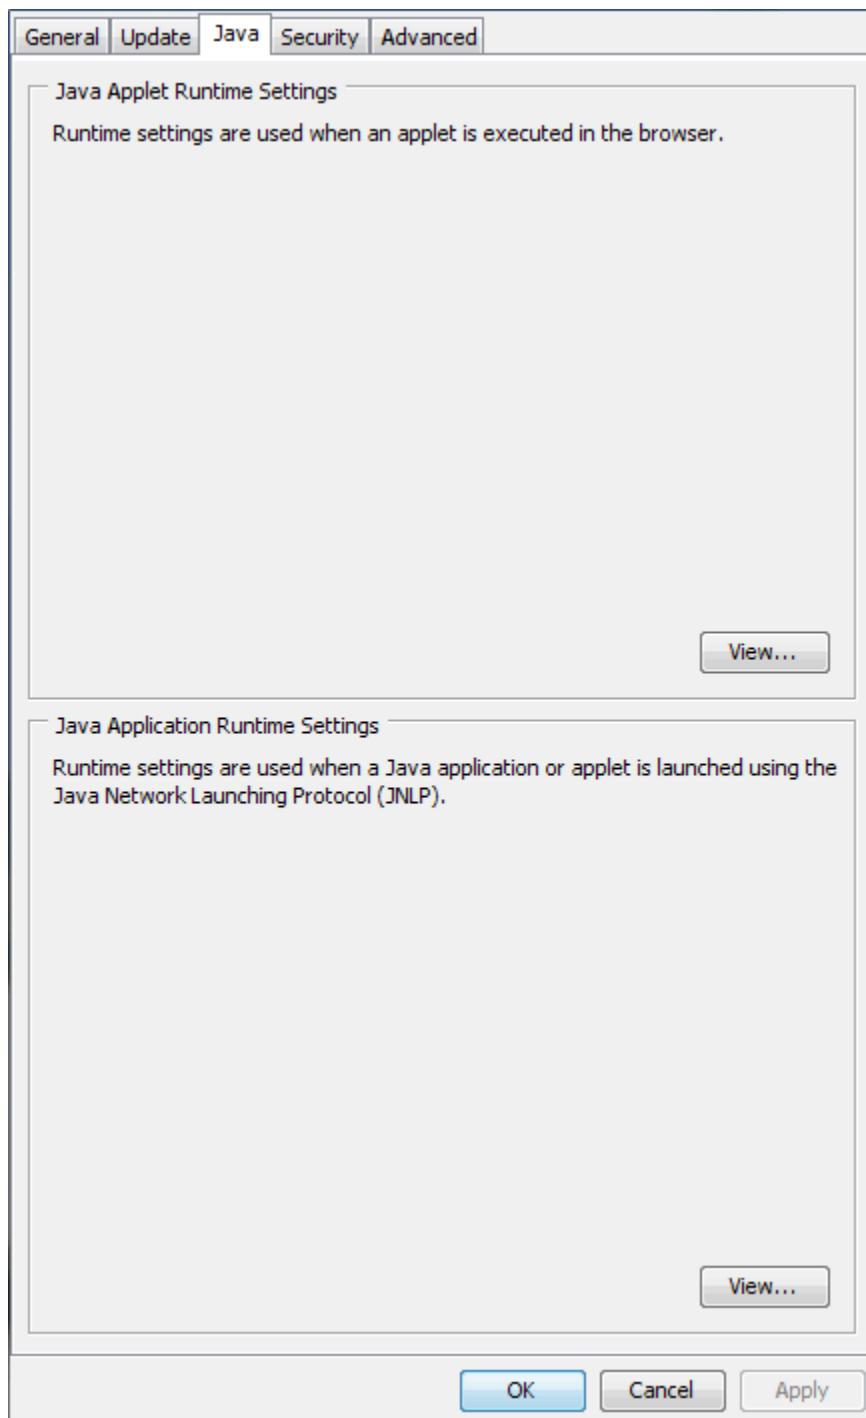 General Update Java Security Advanced
Java Applet Runtime Settings
Runtime settings are used when an applet is executed in the browser.
View...
Java Application Runtime Settings
Runtime settings are used when a Java application or applet is launched using the
Java Network Launching Protocol (JNLP).
View...
OK Cancel Apply